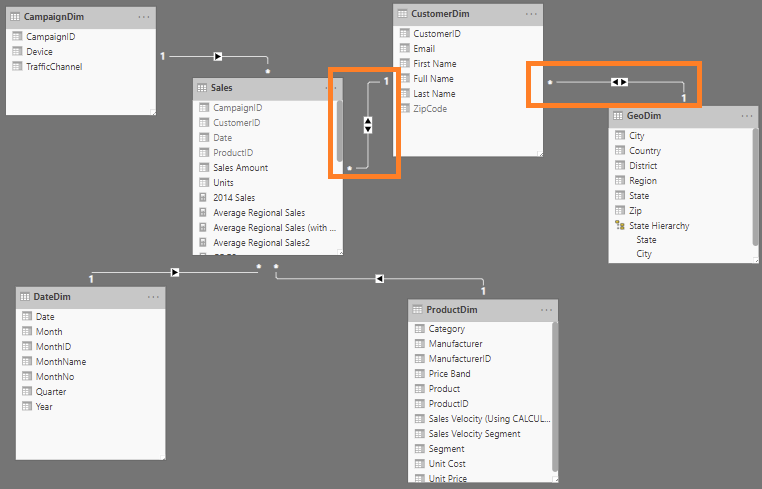 CampaignDim ...
CampaignID
Device
TrafficChannel
1
*
Sales ...
CampaignID
CustomerID
Date
ProductID
Sales Amount
Units
2014 Sales
Average Regional Sales
Average Regional Sales (with ...
Average Regional Sales2
1
*
CustomerDim ...
CustomerID
Email
First Name
Full Name
Last Name
ZipCode
*
1
GeoDim ...
City
Country
District
Region
State
Zip
State Hierarchy
State
City
1
*
*
1
DateDim ...
Date
Month
MonthID
MonthName
MonthNo
Quarter
Year
ProductDim ...
Category
Manufacturer
ManufacturerID
Price Band
Product
ProductID
Sales Velocity (Using CALCUL...
Sales Velocity Segment
Segment
Unit Cost
Unit Price